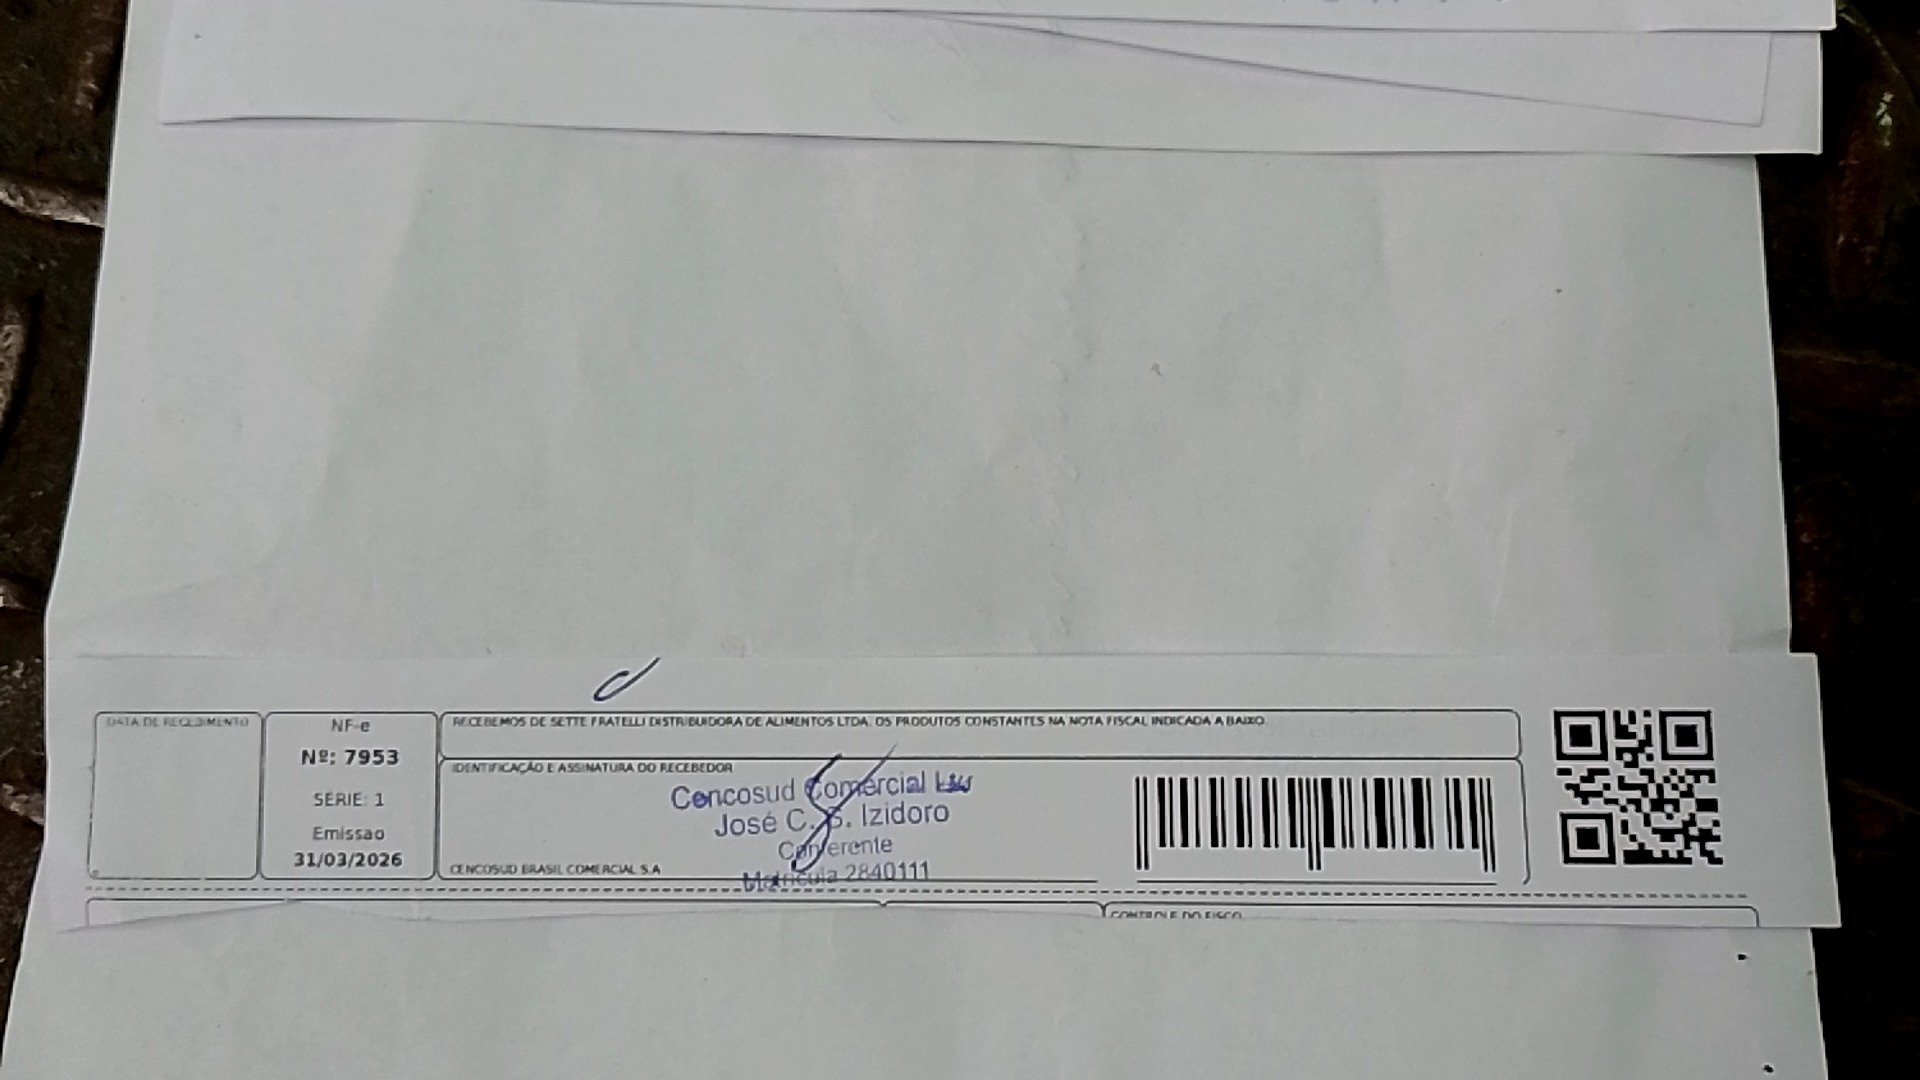 DATA DE RECEBIMENTO
NF-e
Nº: 7953
SERIE: 1
Emissao
31/03/2026
RECEBEMOS DE SETTE FRATELLI DISTRIBUIDORA DE ALIMENTOS LTDA. OS PRODUTOS CONSTANTES NA NOTA FISCAL INDICADA A BAIXO.
IDENTIFICAÇÃO E ASSINATURA DO RECEBEDOR
Cencosud Comercial
José C. S. Izidoro
Conferente
Matrícula 2840111
CENCOSUD BRASIL COMERCIAL S.A
CONTROLE DO FISCO